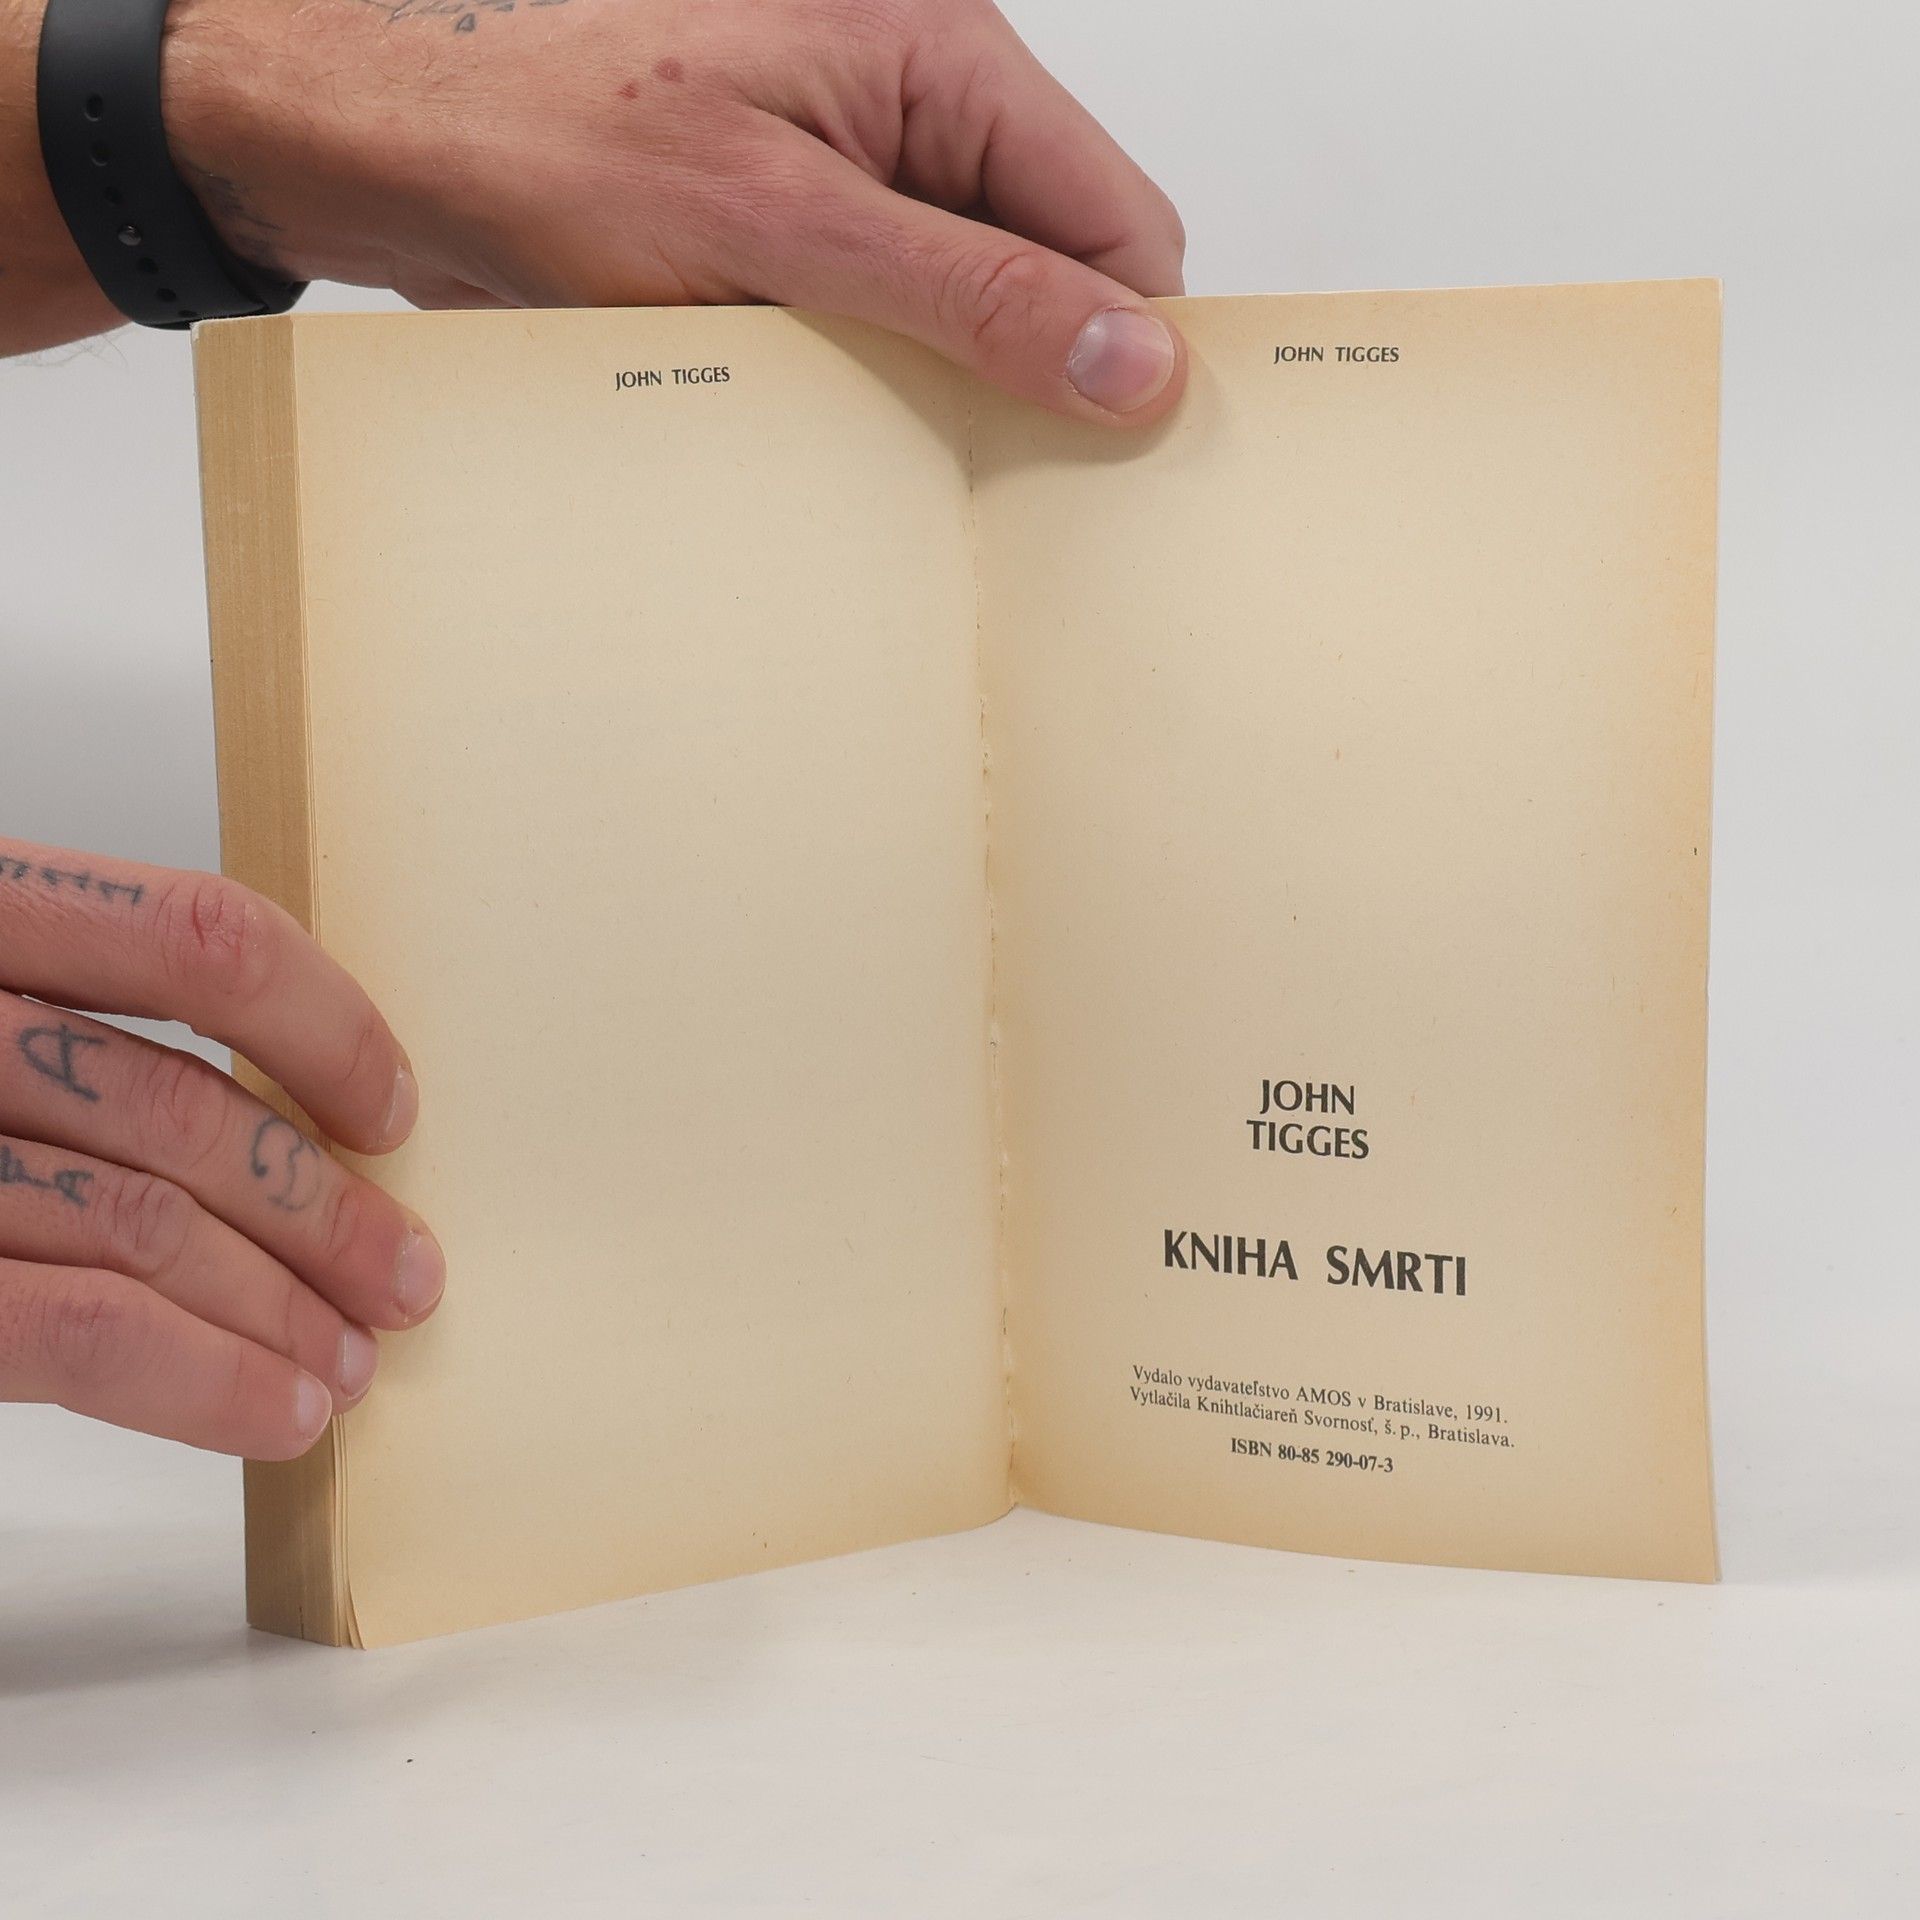 JOHN TIGGES
JOHN TIGGES
JOHN
TIGGES
KNIHA SMRTI
Vydalo vydavateľstvo AMOS v Bratislave, 1991.
Vytlačila Knihtlačiareň Svornosť, š. p., Bratislava.
ISBN 80-85 290-07-3